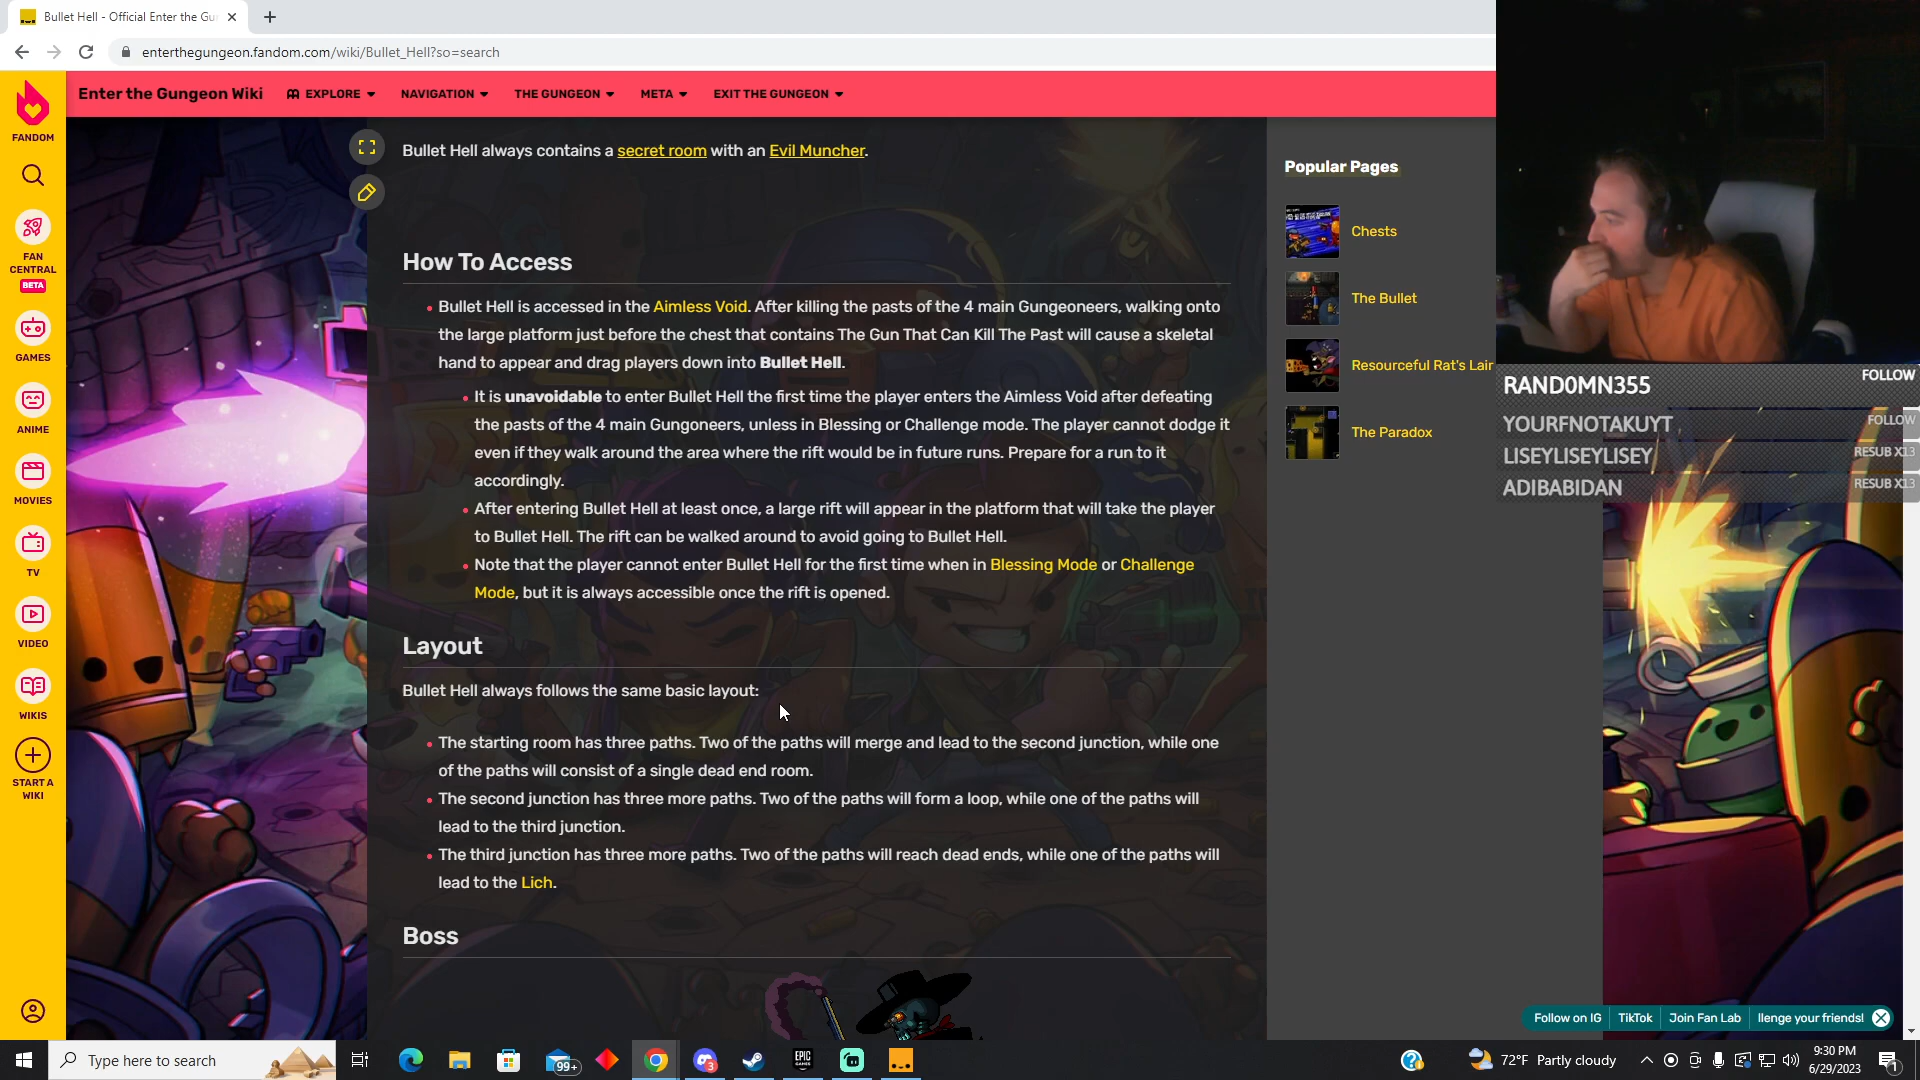 Bullet Hell - Official Enter the Gu
enterthegungeon.fandom.com/wiki/Bullet_Hell?so=search
Enter the Gungeon Wiki
EXPLORE
NAVIGATION
THE GUNGEON
META
EXIT THE GUNGEON
FANDOM
FAN CENTRAL
BETA
GAMES
ANIME
MOVIES
TV
VIDEO
WIKIS
START A WIKI
Bullet Hell always contains a secret room with an Evil Muncher.
How To Access
Bullet Hell is accessed in the Aimless Void. After killing the pasts of the 4 main Gungeoneers, walking onto
the large platform just before the chest that contains The Gun That Can Kill The Past will cause a skeletal
hand to appear and drag players down into Bullet Hell.
It is unavoidable to enter Bullet Hell the first time the player enters the Aimless Void after defeating
the pasts of the 4 main Gungoneers, unless in Blessing or Challenge mode. The player cannot dodge it
even if they walk around the area where the rift would be in future runs. Prepare for a run to it
accordingly.
After entering Bullet Hell at least once, a large rift will appear in the platform that will take the player
to Bullet Hell. The rift can be walked around to avoid going to Bullet Hell.
Note that the player cannot enter Bullet Hell for the first time when in Blessing Mode or Challenge
Mode, but it is always accessible once the rift is opened.
Layout
Bullet Hell always follows the same basic layout:
The starting room has three paths. Two of the paths will merge and lead to the second junction, while one
of the paths will consist of a single dead end room.
The second junction has three more paths. Two of the paths will form a loop, while one of the paths will
lead to the third junction.
The third junction has three more paths. Two of the paths will reach dead ends, while one of the paths will
lead to the Lich.
Boss
Popular Pages
Chests
The Bullet
Resourceful Rat's Lair
The Paradox
RAND0MN355 FOLLOW
YOURFNOTAKUYT FOLLOW
LISEYLISEYLISEY RESUB X13
ADIBABIDAN RESUB X13
Follow on IG
TikTok
Join Fan Lab
llenge your friends!
Type here to search
99+
EPIC GAMES
3
72°F Partly cloudy
9:30 PM
6/29/2023
1